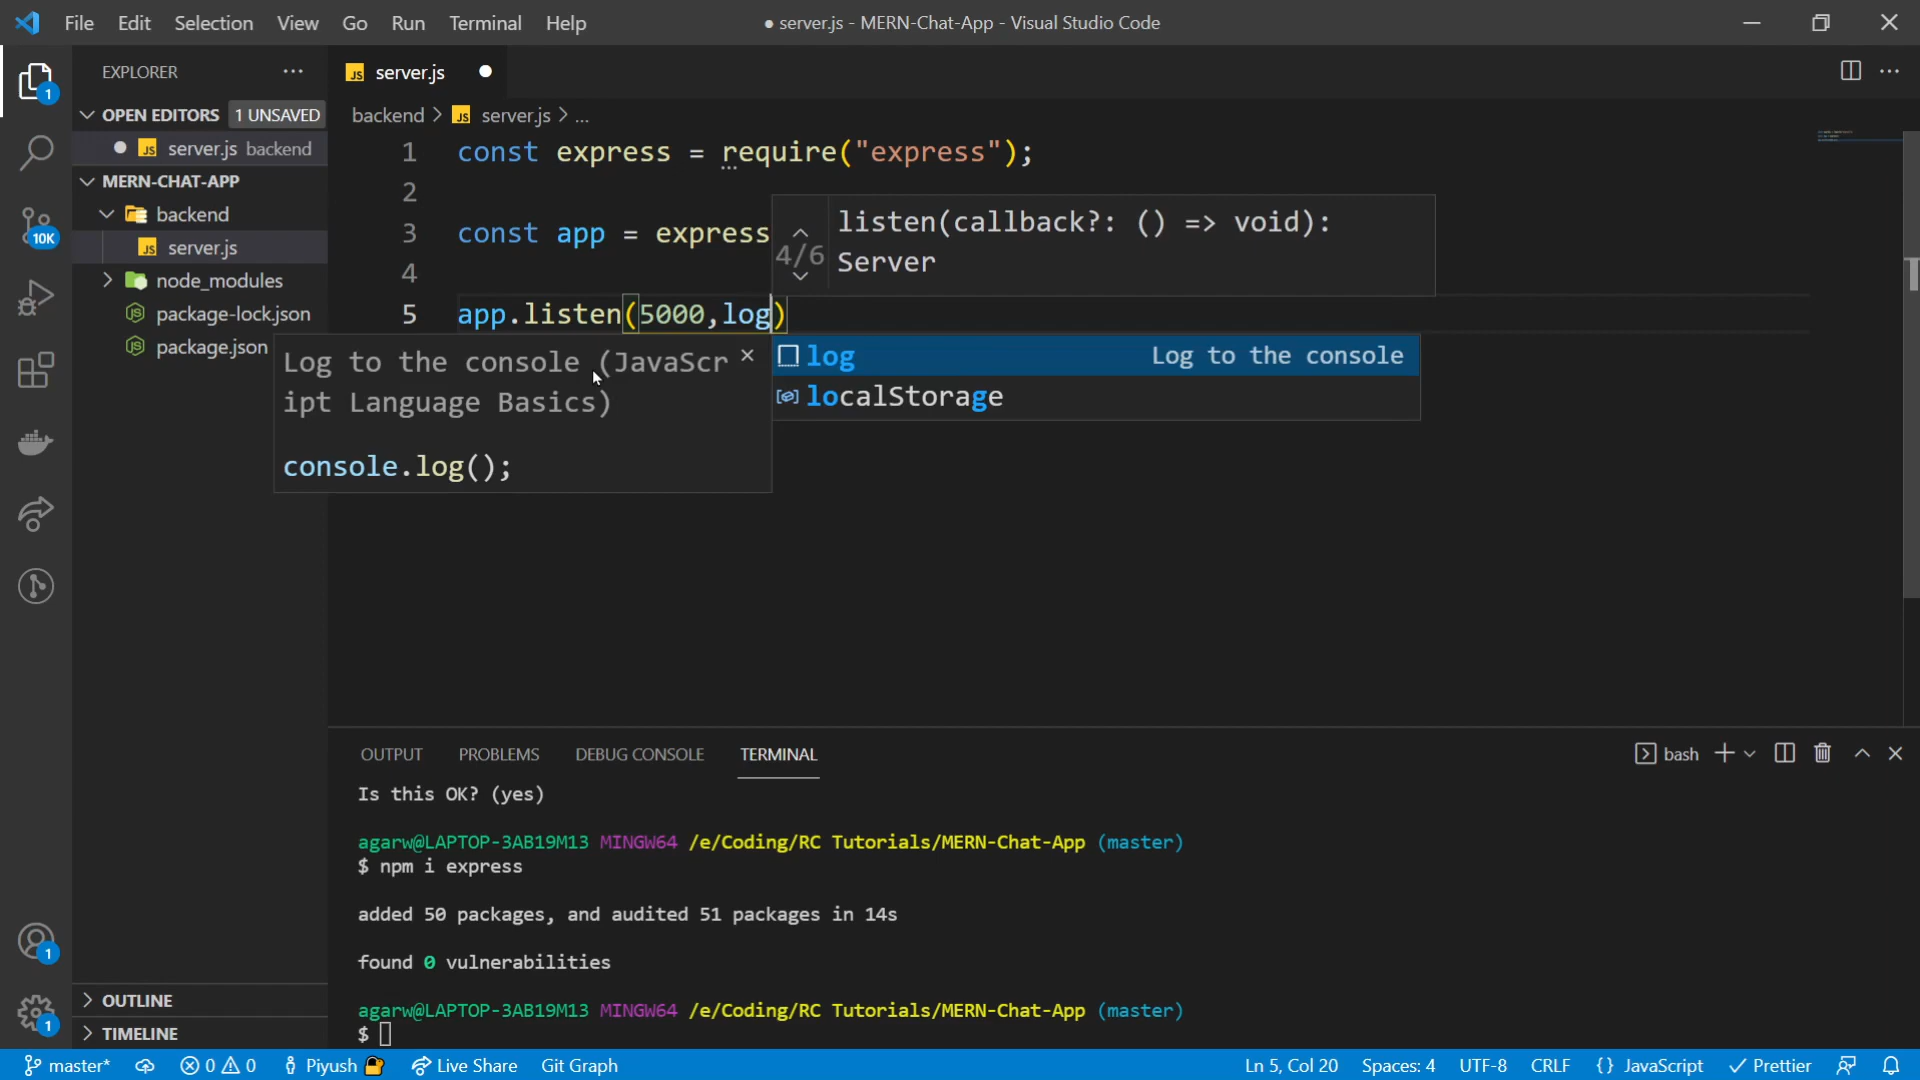 File Edit Selection View Go Run Terminal Help
● server.js - MERN-Chat-App - Visual Studio Code
EXPLORER
1
OPEN EDITORS 1 UNSAVED
server.js backend
MERN-CHAT-APP
backend
server.js
node_modules
package-lock.json
package.json
10K
OUTLINE
TIMELINE
1
1
server.js
backend > server.js > ...
1 const express = require("express");
2
3 const app = express
4
5 app.listen(5000,log)
4/6
listen(callback?: () => void):
Server
Log to the console (JavaScr
ipt Language Basics)
console.log();
log Log to the console
localStorage
OUTPUT PROBLEMS DEBUG CONSOLE TERMINAL
bash
Is this OK? (yes)
agarw@LAPTOP-3AB19M13 MINGW64 /e/Coding/RC Tutorials/MERN-Chat-App (master)
$ npm i express
added 50 packages, and audited 51 packages in 14s
found 0 vulnerabilities
agarw@LAPTOP-3AB19M13 MINGW64 /e/Coding/RC Tutorials/MERN-Chat-App (master)
$
master* 0 0 Piyush Live Share Git Graph Ln 5, Col 20 Spaces: 4 UTF-8 CRLF {} JavaScript Prettier